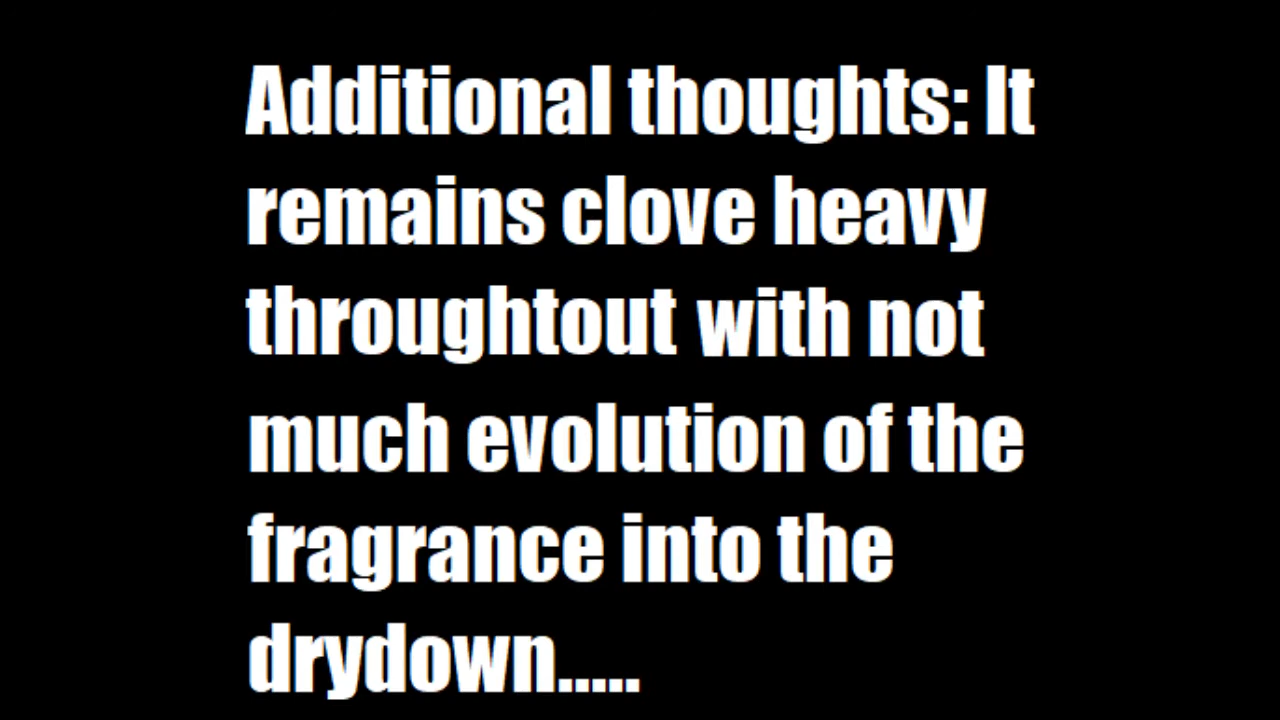 Additional thoughts: It
remains clove heavy
throughtout with not
much evolution of the
fragrance into the
drydown.....